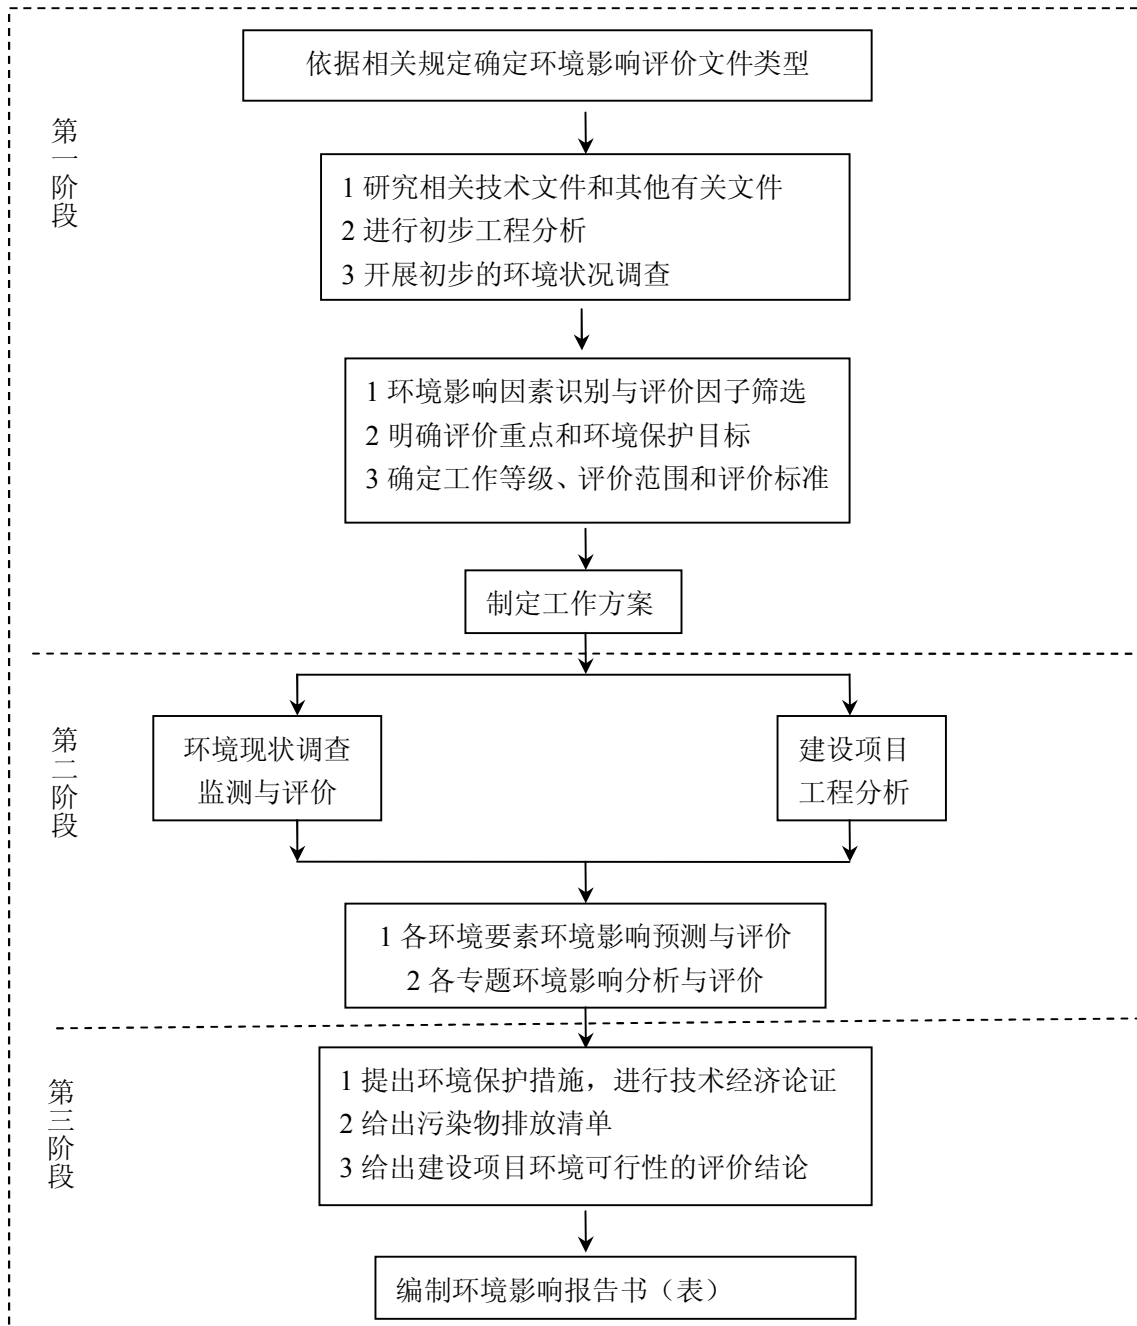 依据相关规定确定环境影响评价文件类型
第一阶段
1 研究相关技术文件和其他有关文件
2 进行初步工程分析
3 开展初步的环境状况调查
1 环境影响因素识别与评价因子筛选
2 明确评价重点和环境保护目标
3 确定工作等级、评价范围和评价标准
制定工作方案
第二阶段
环境现状调查
监测与评价
建设项目
工程分析
1 各环境要素环境影响预测与评价
2 各专题环境影响分析与评价
第三阶段
1 提出环境保护措施，进行技术经济论证
2 给出污染物排放清单
3 给出建设项目环境可行性的评价结论
编制环境影响报告书（表）